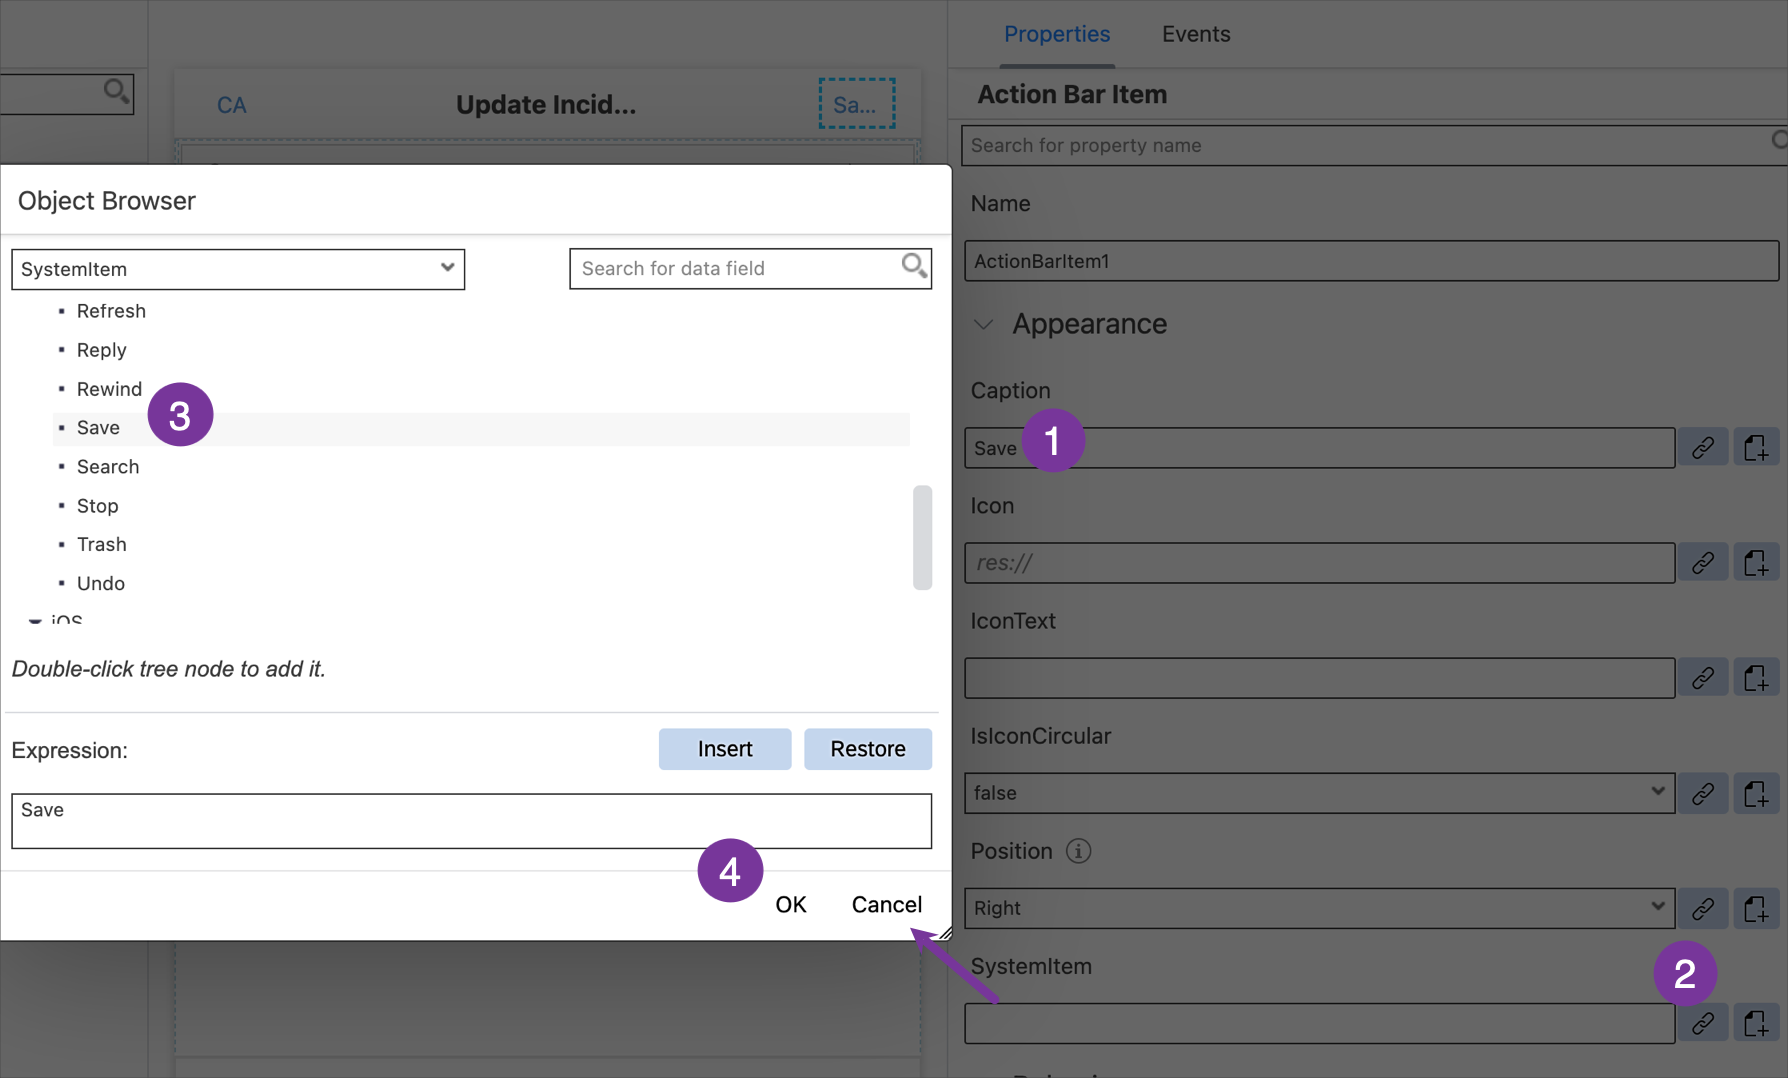 Properties
Events
CA
Update Incid...
Sa...
Action Bar Item
Search for property name
Name
ActionBarItem1
Appearance
Caption
Save
1
Icon
res://
IconText
IsIconCircular
false
Position
Right
SystemItem
2
Object Browser
SystemItem
Search for data field
Refresh
Reply
Rewind
3
Save
Search
Stop
Trash
Undo
iOS
Double-click tree node to add it.
Expression:
Insert
Restore
Save
4
OK
Cancel